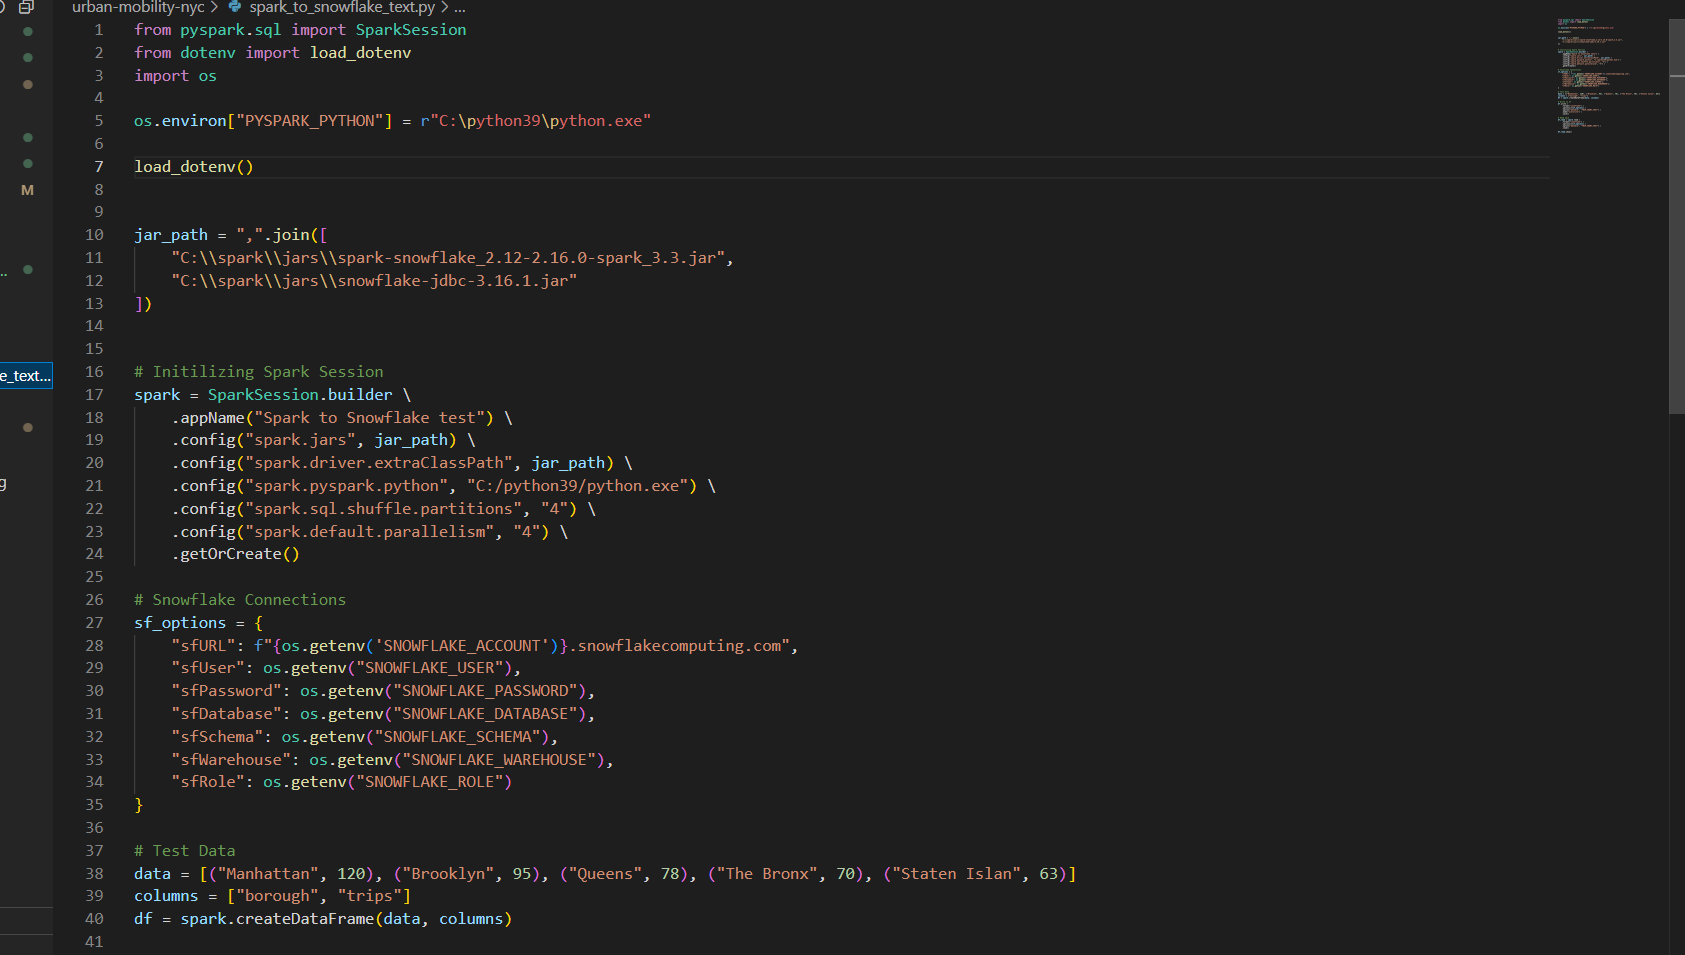 urban-mobility-nyc > spark_to_snowflake_text.py > ...
1 from pyspark.sql import SparkSession
2 from dotenv import load_dotenv
3 import os
4
5 os.environ["PYSPARK_PYTHON"] = r"C:\python39\python.exe"
6
7 load_dotenv()
8
9
10 jar_path = ",".join([
11     "C:\\spark\\jars\\spark-snowflake_2.12-2.16.0-spark_3.3.jar",
12     "C:\\spark\\jars\\snowflake-jdbc-3.16.1.jar"
13 ])
14
15
16 # Initilizing Spark Session
17 spark = SparkSession.builder \
18     .appName("Spark to Snowflake test") \
19     .config("spark.jars", jar_path) \
20     .config("spark.driver.extraClassPath", jar_path) \
21     .config("spark.pyspark.python", "C:/python39/python.exe") \
22     .config("spark.sql.shuffle.partitions", "4") \
23     .config("spark.default.parallelism", "4") \
24     .getOrCreate()
25
26 # Snowflake Connections
27 sf_options = {
28     "sfURL": f"{os.getenv('SNOWFLAKE_ACCOUNT')}.snowflakecomputing.com",
29     "sfUser": os.getenv("SNOWFLAKE_USER"),
30     "sfPassword": os.getenv("SNOWFLAKE_PASSWORD"),
31     "sfDatabase": os.getenv("SNOWFLAKE_DATABASE"),
32     "sfSchema": os.getenv("SNOWFLAKE_SCHEMA"),
33     "sfWarehouse": os.getenv("SNOWFLAKE_WAREHOUSE"),
34     "sfRole": os.getenv("SNOWFLAKE_ROLE")
35 }
36
37 # Test Data
38 data = [("Manhattan", 120), ("Brooklyn", 95), ("Queens", 78), ("The Bronx", 70), ("Staten Islan", 63)]
39 columns = ["borough", "trips"]
40 df = spark.createDataFrame(data, columns)
41
M
..
e_text...
g